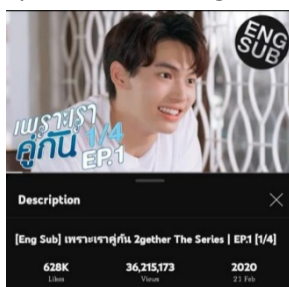 ENG
SUB
เพราะเรา
คู่กัน 1/4
EP.1
Description
[Eng Sub] เพราะเราคู่กัน 2gether The Series | EP.1 [1/4]
628K 36,215,173 2020
Likes Views 21 Feb